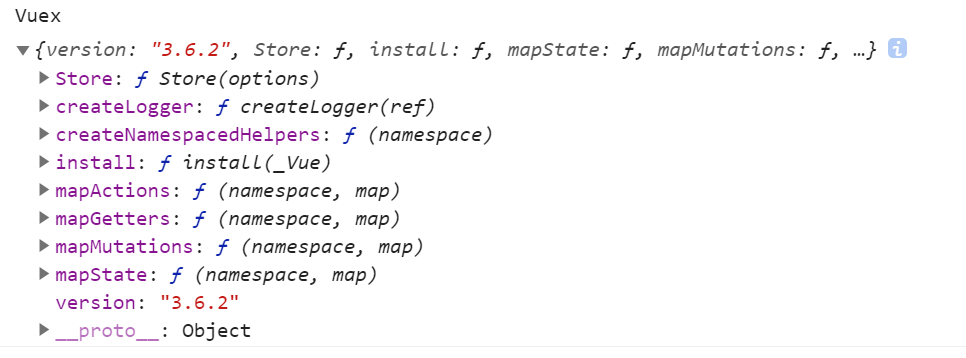 Vuex
▼{version: "3.6.2", Store: ƒ, install: ƒ, mapState: ƒ, mapMutations: ƒ, …} i
▶Store: ƒ Store(options)
▶createLogger: ƒ createLogger(ref)
▶createNamespacedHelpers: ƒ (namespace)
▶install: ƒ install(_Vue)
▶mapActions: ƒ (namespace, map)
▶mapGetters: ƒ (namespace, map)
▶mapMutations: ƒ (namespace, map)
▶mapState: ƒ (namespace, map)
version: "3.6.2"
▶__proto__: Object